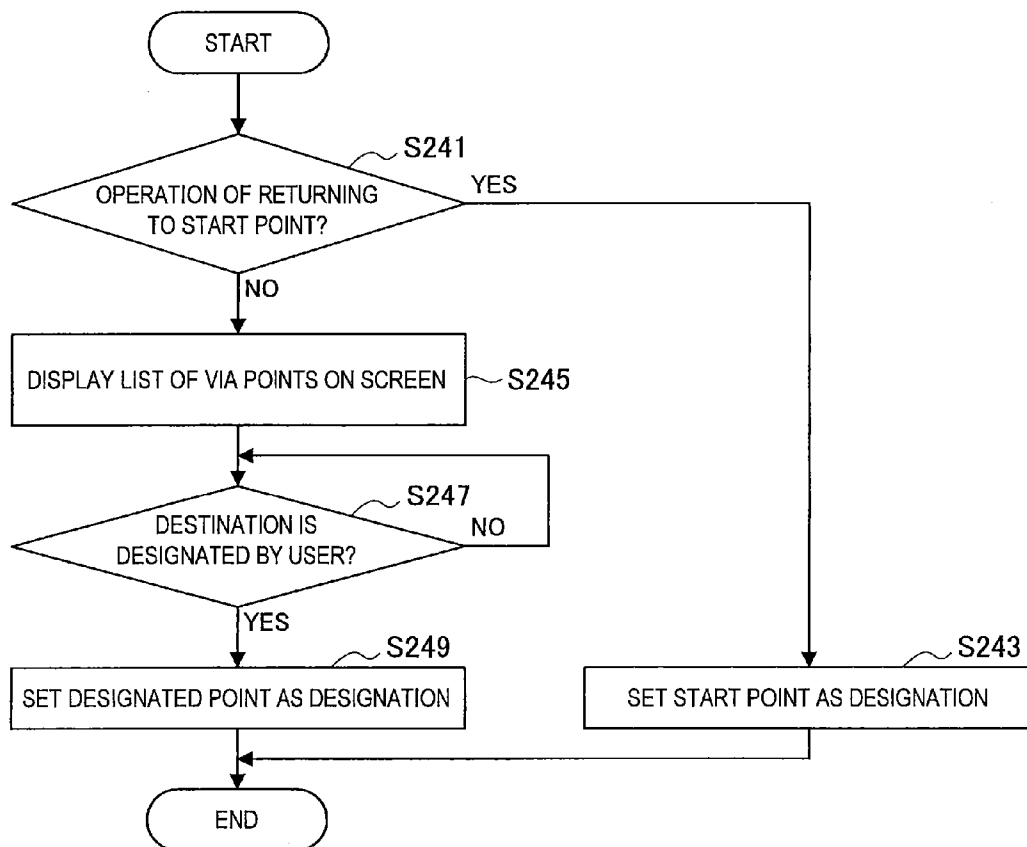 START
S241
OPERATION OF RETURNING
TO START POINT?
YES
NO
DISPLAY LIST OF VIA POINTS ON SCREEN
S245
S247
DESTINATION IS
DESIGNATED BY USER?
NO
YES
S249
SET DESIGNATED POINT AS DESIGNATION
S243
SET START POINT AS DESIGNATION
END